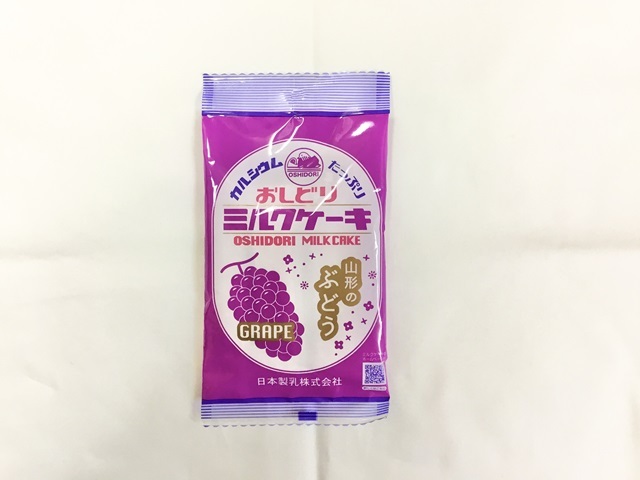 カルシウム たっぷり
OSHIDORI
おしどり
ミルクケーキ
OSHIDORI MILK CAKE
山形の
ぶどう
GRAPE
日本製乳株式会社